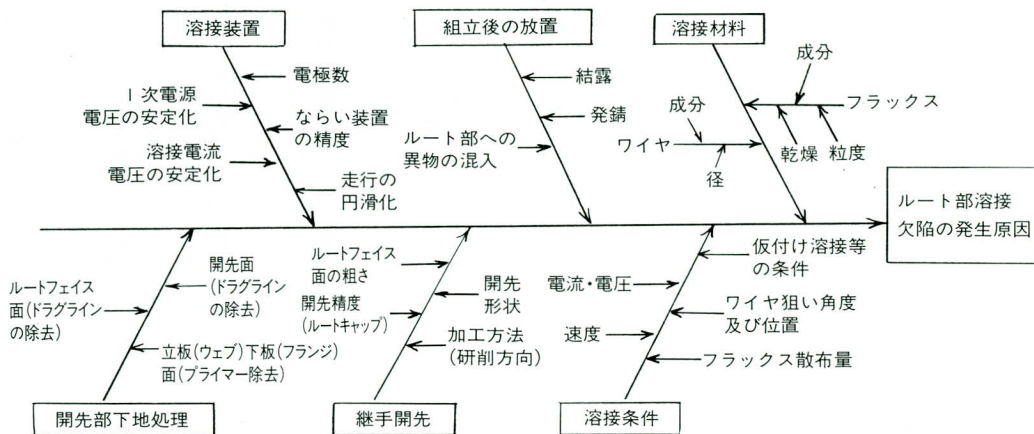 溶接装置
電極数
1次電源
電圧の安定化
ならい装置
の精度
溶接電流
電圧の安定化
走行の
円滑化
組立後の放置
結露
発錆
ルート部への
異物の混入
溶接材料
成分
フラックス
乾燥
粒度
成分
ワイヤ
径
ルート部溶接
欠陥の発生原因
開先面
(ドラグライン
の除去)
ルートフェイス
面(ドラグライン
の除去)
立板(ウェブ)下板(フランジ)
面(プライマー除去)
開先部下地処理
ルートフェイス
面の粗さ
開先
形状
開先精度
(ルートキャップ)
加工方法
(研削方向)
継手開先
仮付け溶接等
の条件
電流・電圧
ワイヤ狙い角度
及び位置
速度
フラックス散布量
溶接条件